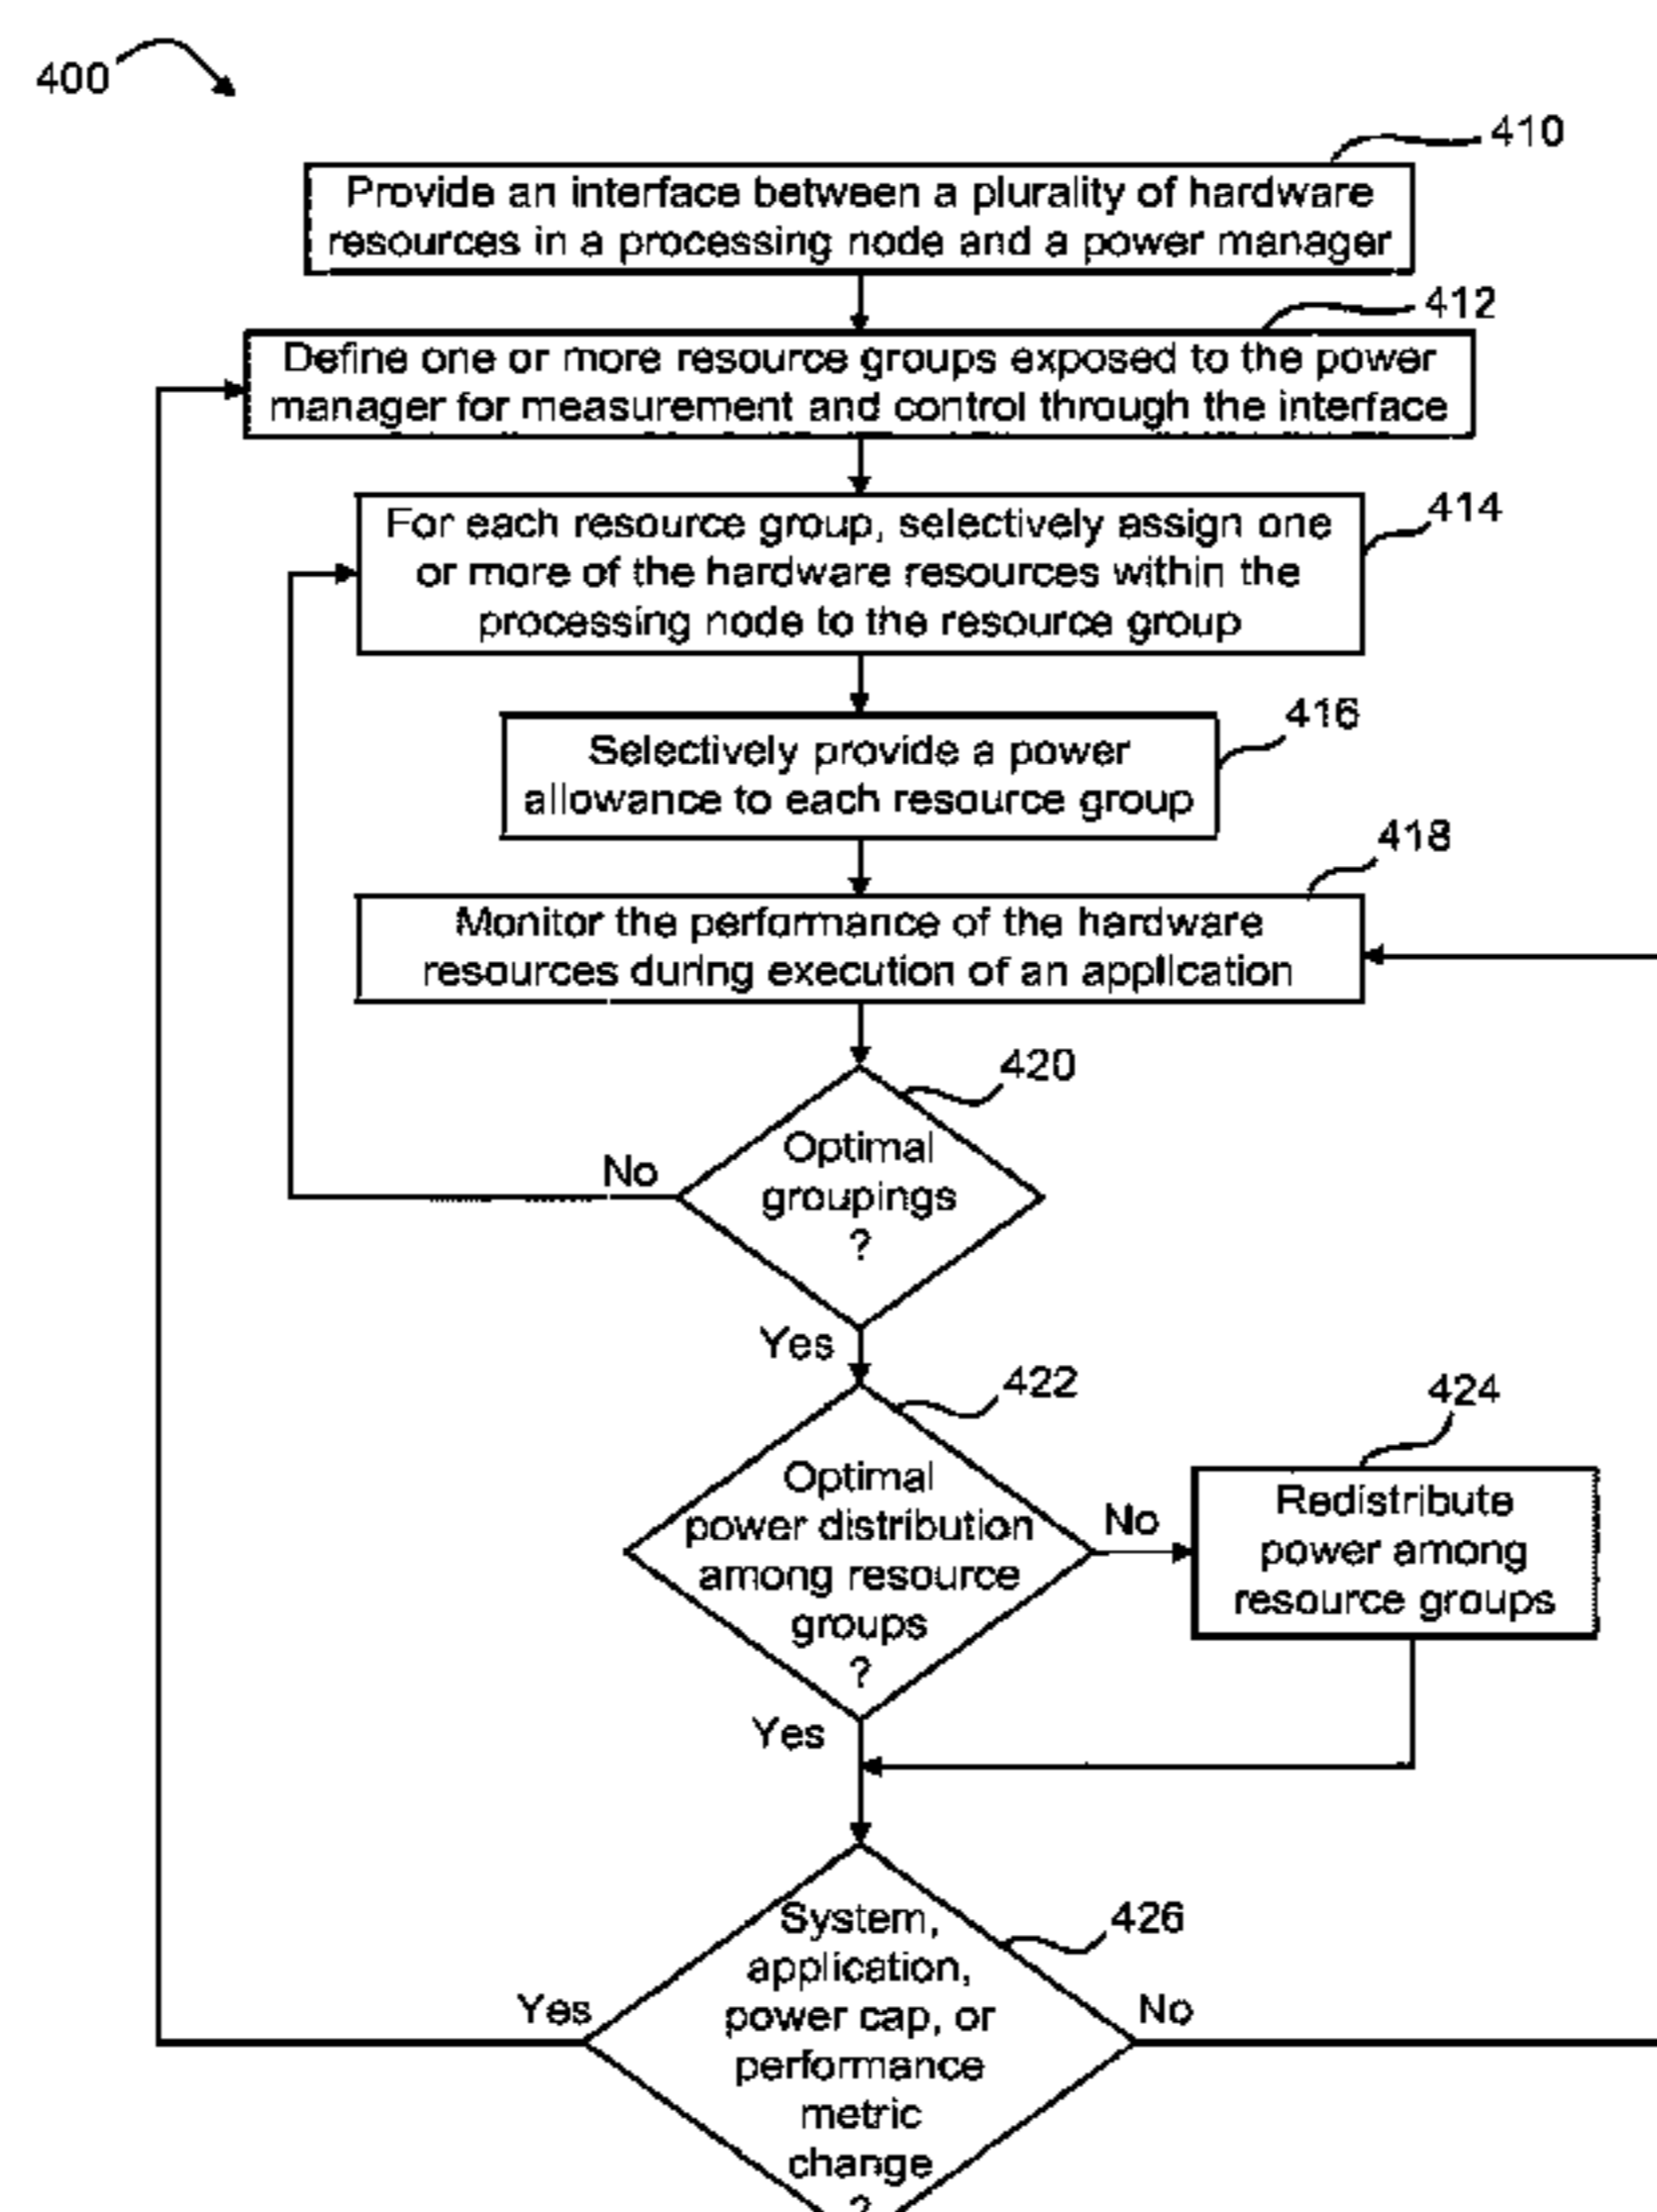 400
410
Provide an interface between a plurality of hardware
resources in a processing node and a power manager
412
Define one or more resource groups exposed to the power
manager for measurement and control through the interface
414
For each resource group, selectively assign one
or more of the hardware resources within the
processing node to the resource group
416
Selectively provide a power
allowance to each resource group
418
Monitor the performance of the hardware
resources during execution of an application
420
Optimal
groupings
?
No
Yes
422
Optimal
power distribution
among resource
groups
?
No
424
Redistribute
power among
resource groups
Yes
426
System,
application,
power cap, or
performance
metric
change
?
Yes
No